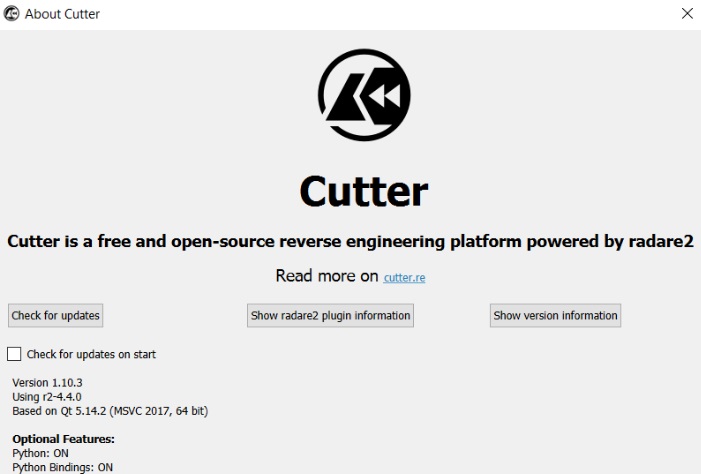 About Cutter
Cutter
Cutter is a free and open-source reverse engineering platform powered by radare2
Read more on cutter.re
Check for updates
Show radare2 plugin information
Show version information
Check for updates on start
Version 1.10.3
Using r2-4.4.0
Based on Qt 5.14.2 (MSVC 2017, 64 bit)
Optional Features:
Python: ON
Python Bindings: ON